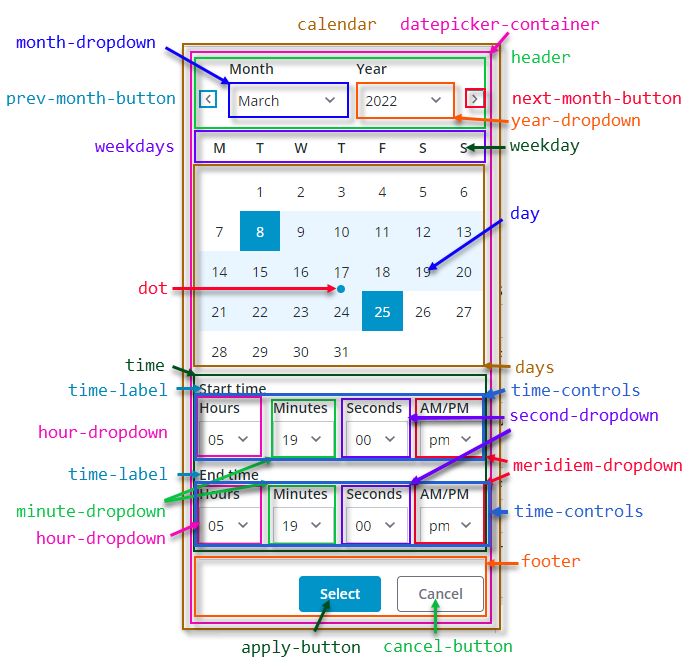 calendar datepicker-container
month-dropdown
header
Month Year
prev-month-button
March 2022
next-month-button
year-dropdown
weekdays
M T W T F S S
weekday
1 2 3 4 5 6
day
7 8 9 10 11 12 13
14 15 16 17 18 19 20
dot
21 22 23 24 25 26 27
28 29 30 31
time
days
time-label
Start time
time-controls
Hours Minutes Seconds AM/PM
second-dropdown
hour-dropdown
05 19 00 pm
meridiem-dropdown
time-label
End time
Hours Minutes Seconds AM/PM
minute-dropdown
time-controls
05 19 00 pm
hour-dropdown
footer
Select Cancel
apply-button cancel-button